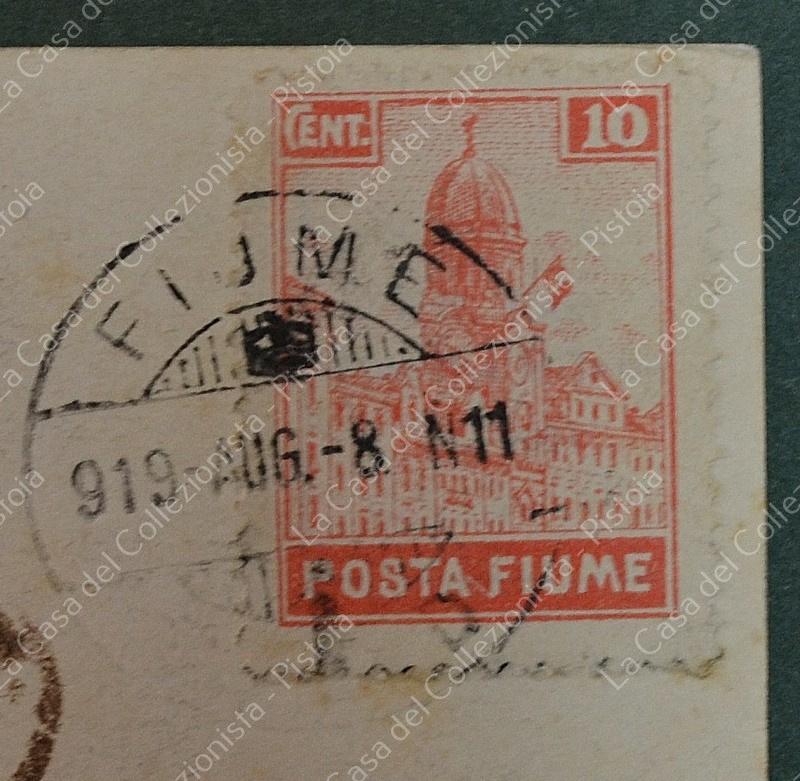 CENT. 10
FIUME
919-AUG.-8 N11
POSTA FIUME
La Casa del Collezionista - Pistoia